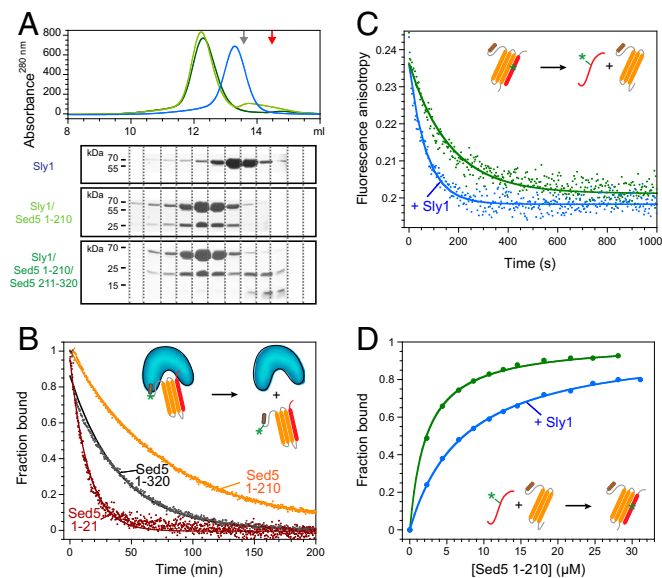 A
Absorbance280 nm
800
600
400
200
0
8 10 12 14 ml
Sly1
kDa
70
55
Sly1/
Sed5 1-210
kDa
70
55
25
Sly1/
Sed5 1-210/
Sed5 211-320
kDa
55
25
15
B
Fraction bound
1
0.8
0.6
0.4
0.2
0
*
+
*
Sed5
1-320
Sed5
1-210
Sed5
1-21
0 50 100 150 200
Time (min)
C
Fluorescence anisotropy
0.24
0.23
0.22
0.21
0.2
*
*
+
+ Sly1
0 200 400 600 800 1000
Time (s)
D
Fraction bound
1
0.8
0.6
0.4
0.2
0
+ Sly1
*
+
*
0 5 10 15 20 25 30
[Sed5 1-210] (µM)